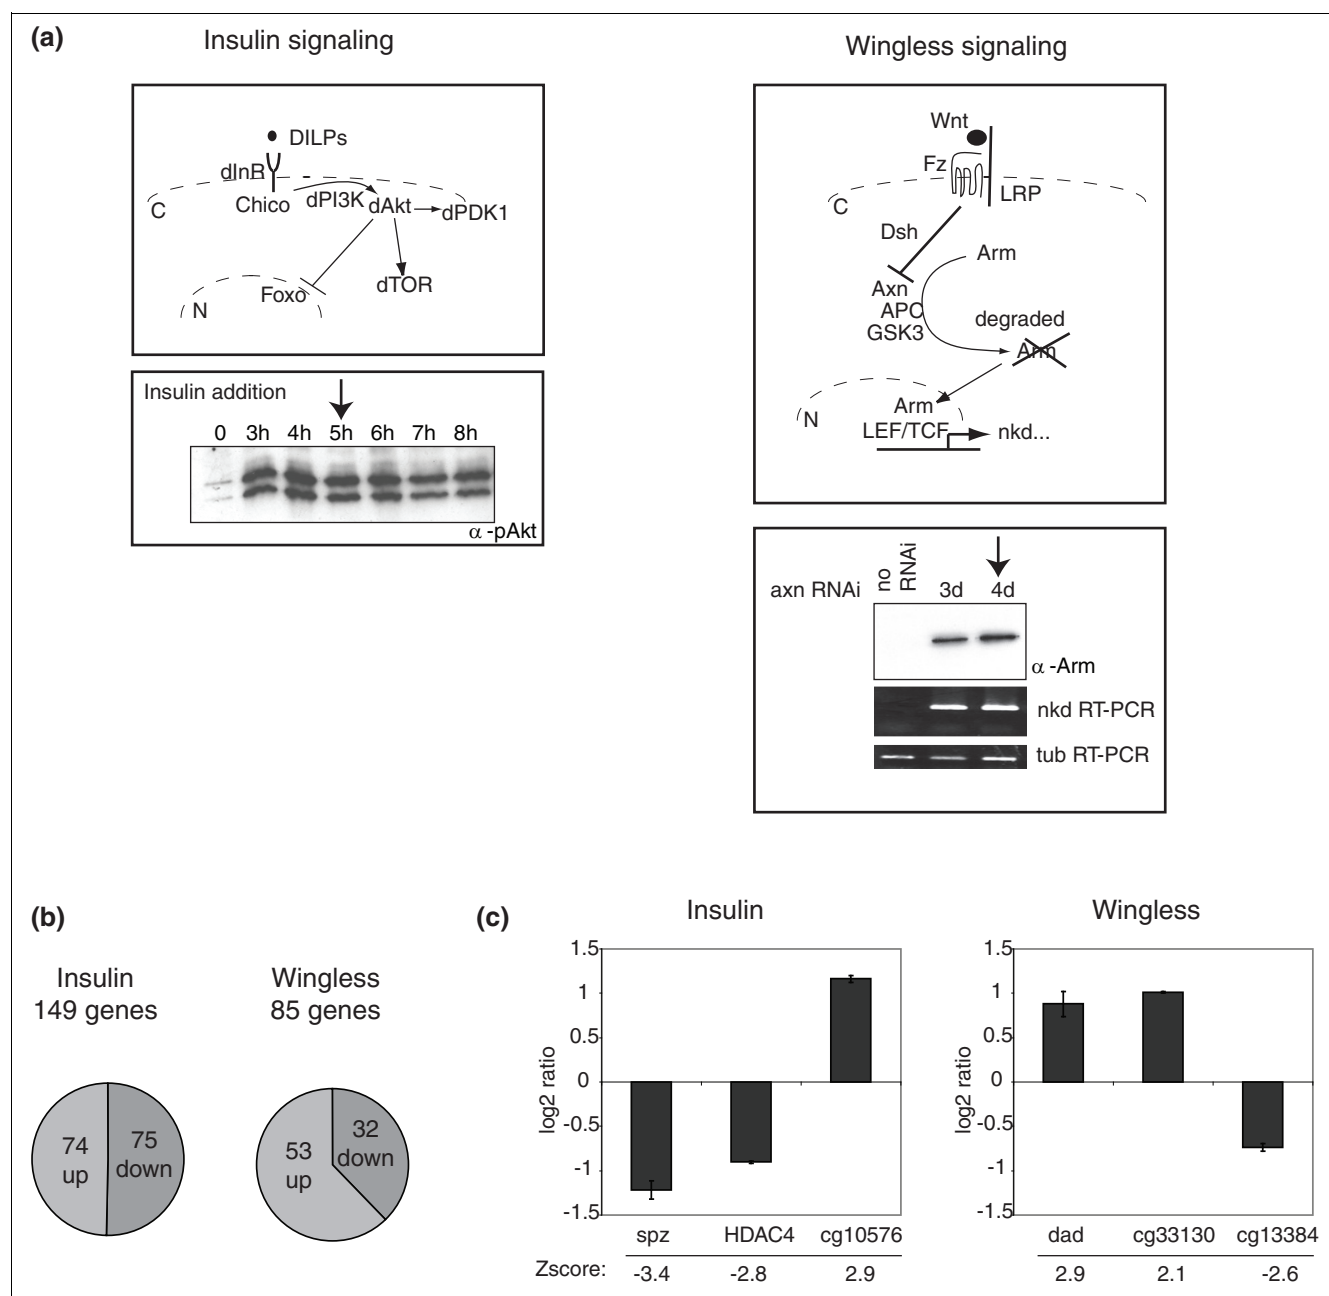 (a)
Insulin signaling
Wingless signaling
DILPs
dInR
C
Chico
dPI3K
dAkt
dPDK1
Foxo
dTOR
N
Insulin addition
0 3h 4h 5h 6h 7h 8h
α -pAkt
Wnt
Fz
LRP
C
Dsh
Arm
Axn
APC
GSK3
degraded
Arm
N
Arm
LEF/TCF
nkd...
axn RNAi
no RNAi
3d
4d
α -Arm
nkd RT-PCR
tub RT-PCR
(b)
Insulin
149 genes
74
up
75
down
Wingless
85 genes
53
up
32
down
(c)
Insulin
log2 ratio
1.5
1
0.5
0
-0.5
-1
-1.5
spz HDAC4 cg10576
Zscore: -3.4 -2.8 2.9
Wingless
log2 ratio
1.5
1
0.5
0
-0.5
-1
-1.5
dad cg33130 cg13384
2.9 2.1 -2.6